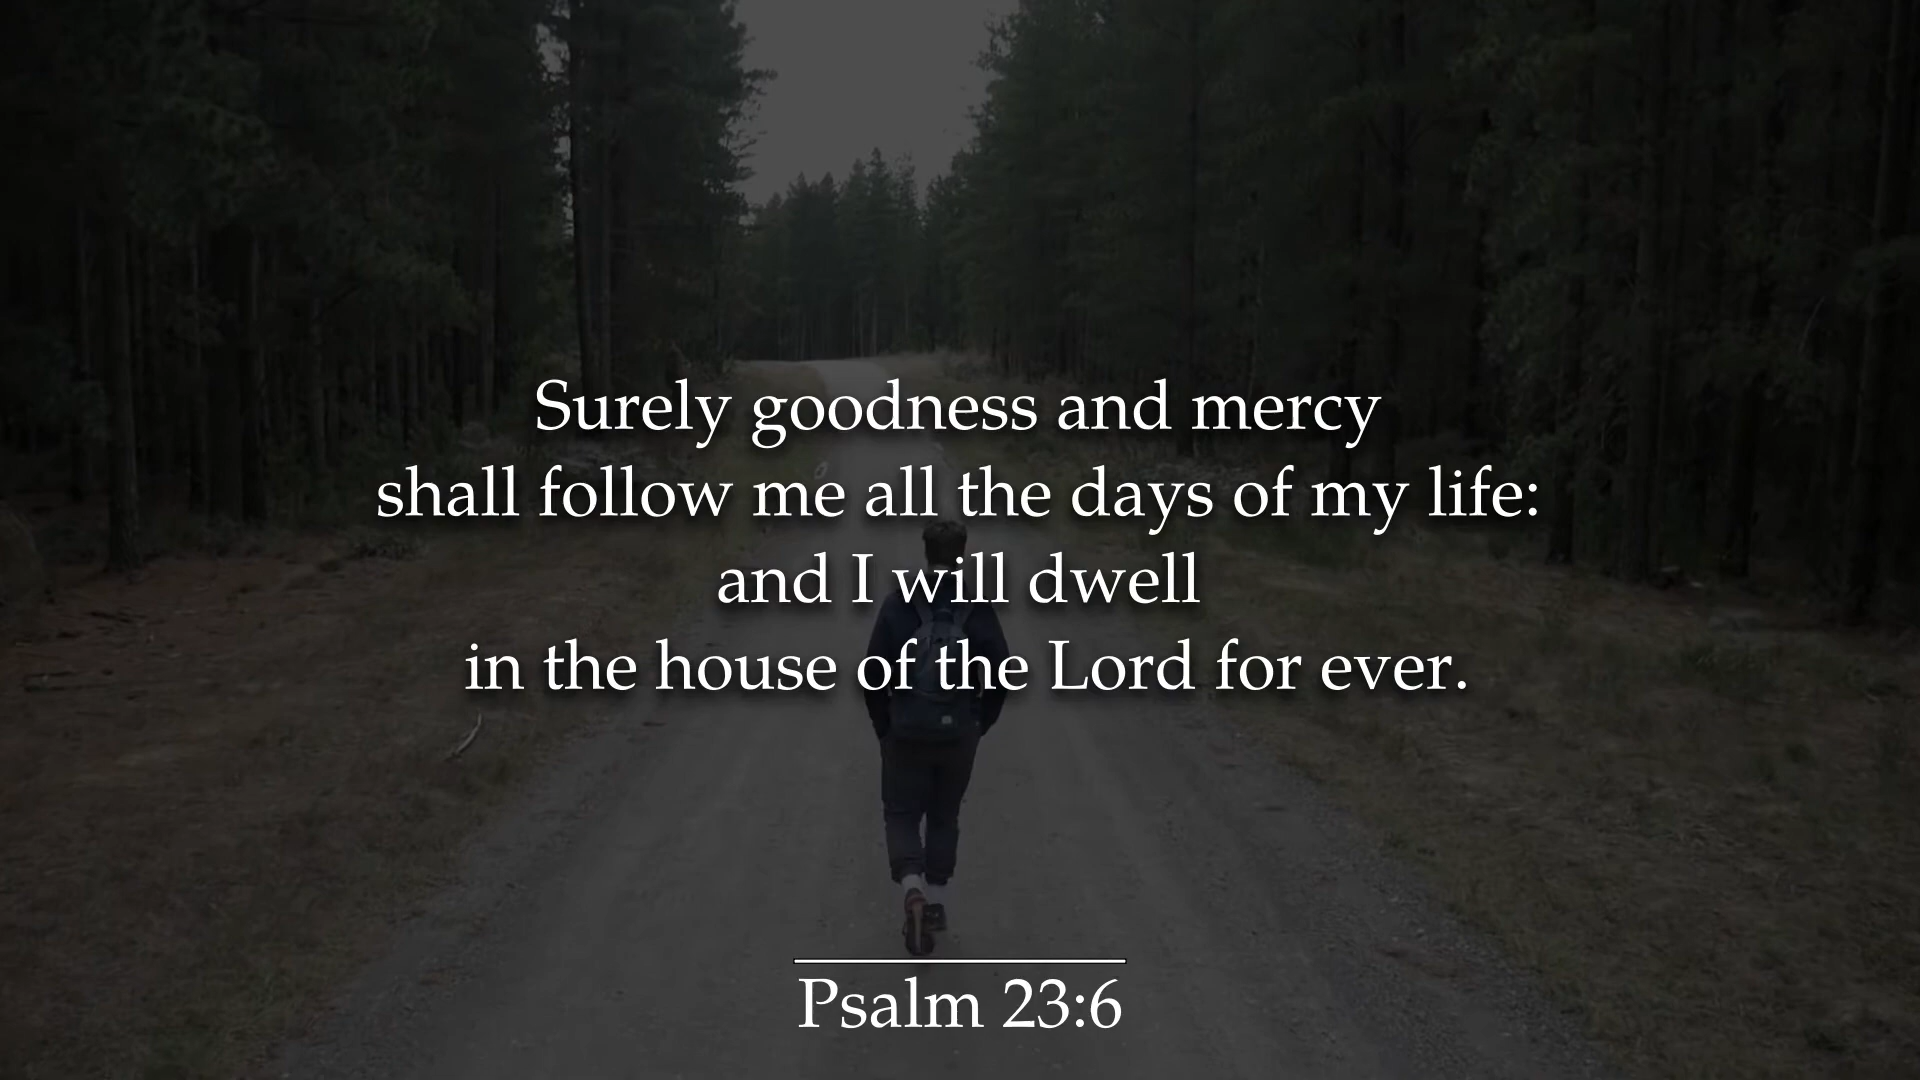 Surely goodness and mercy
shall follow me all the days of my life:
and I will dwell
in the house of the Lord for ever.
Psalm 23:6